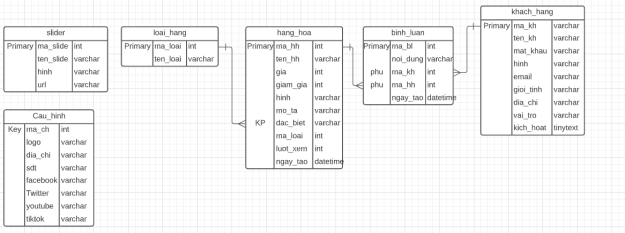 slider
Primary ma_slide int
ten_slide varchar
hinh varchar
url varchar
loai_hang
Primary ma_loai int
ten_loai varchar
hang_hoa
Primary ma_hh int
ten_hh varchar
gia int
giam_gia int
hinh varchar
mo_ta varchar
KP dac_biet varchar
ma_loai int
luot_xem int
ngay_tao datetime
binh_luan
Primary ma_bl int
noi_dung varchar
phu ma_kh int
phu ma_hh int
ngay_tao datetime
khach_hang
Primary ma_kh varchar
ten_kh varchar
mat_khau varchar
hinh varchar
email varchar
gioi_tinh varchar
dia_chi varchar
vai_tro varchar
kich_hoat tinytext
Cau_hinh
Key ma_ch int
logo varchar
dia_chi varchar
sdt varchar
facebook varchar
Twitter varchar
youtube varchar
tiktok varchar